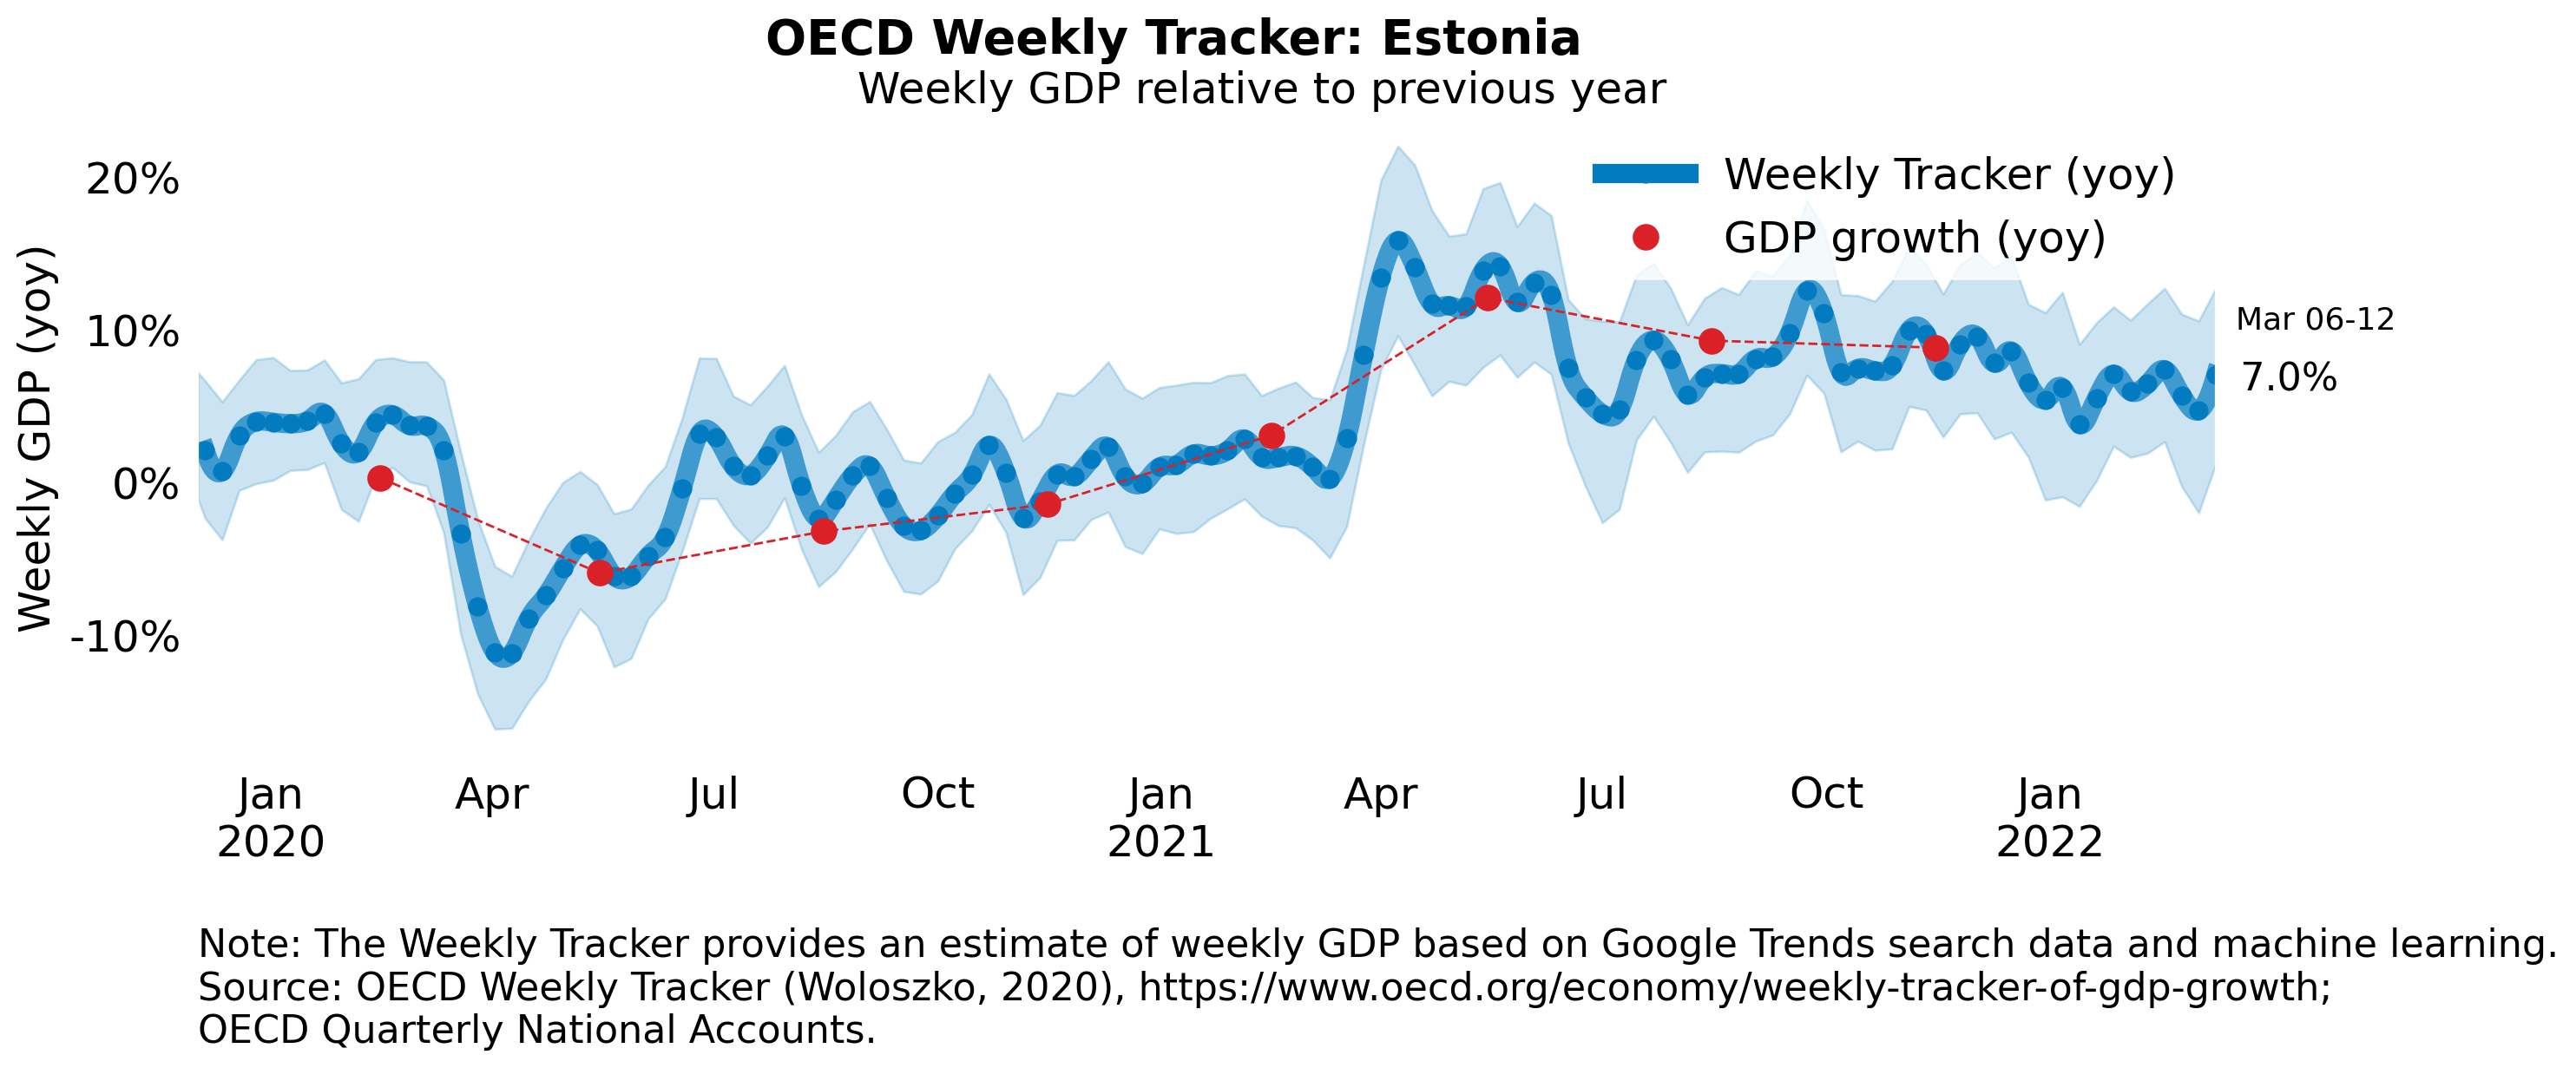 OECD Weekly Tracker: Estonia
Weekly GDP relative to previous year
Weekly GDP (yoy)
20%
10%
0%
-10%
Weekly Tracker (yoy)
GDP growth (yoy)
Mar 06-12
7.0%
Jan Apr Jul Oct Jan Apr Jul Oct Jan
2020 2021 2022
Note: The Weekly Tracker provides an estimate of weekly GDP based on Google Trends search data and machine learning.
Source: OECD Weekly Tracker (Woloszko, 2020), https://www.oecd.org/economy/weekly-tracker-of-gdp-growth;
OECD Quarterly National Accounts.